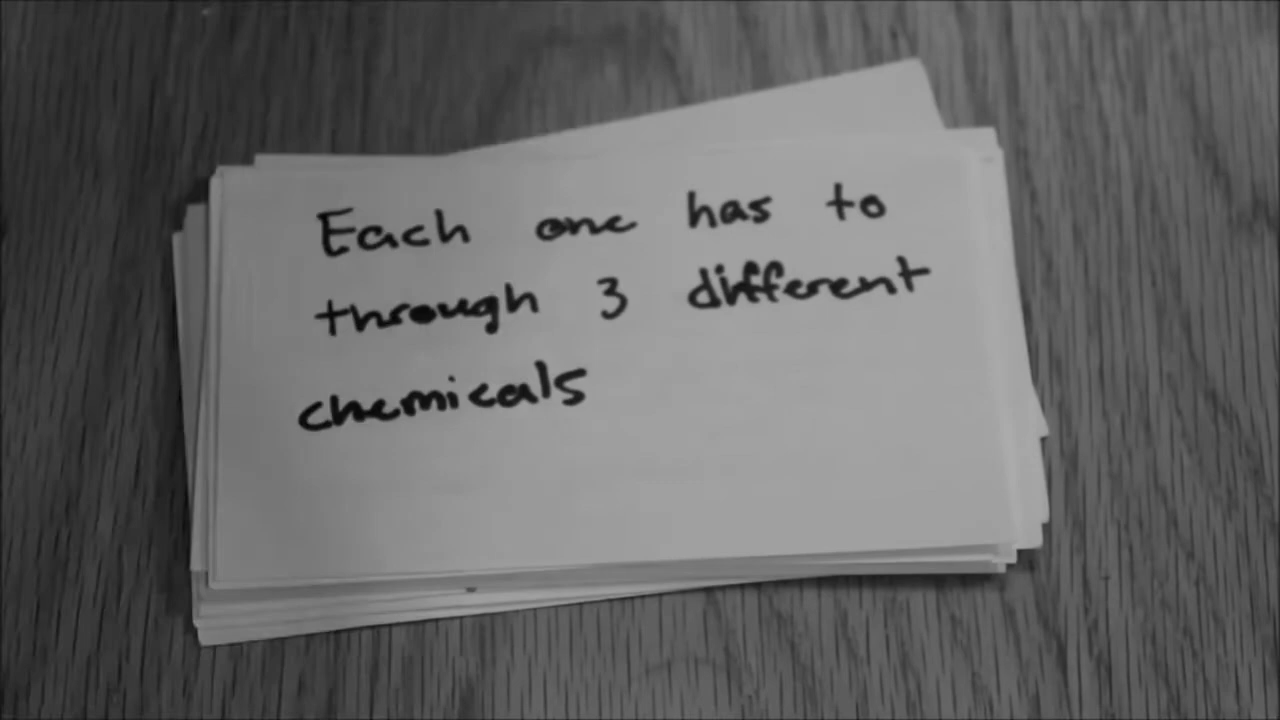 Each one has to
through 3 different
chemicals